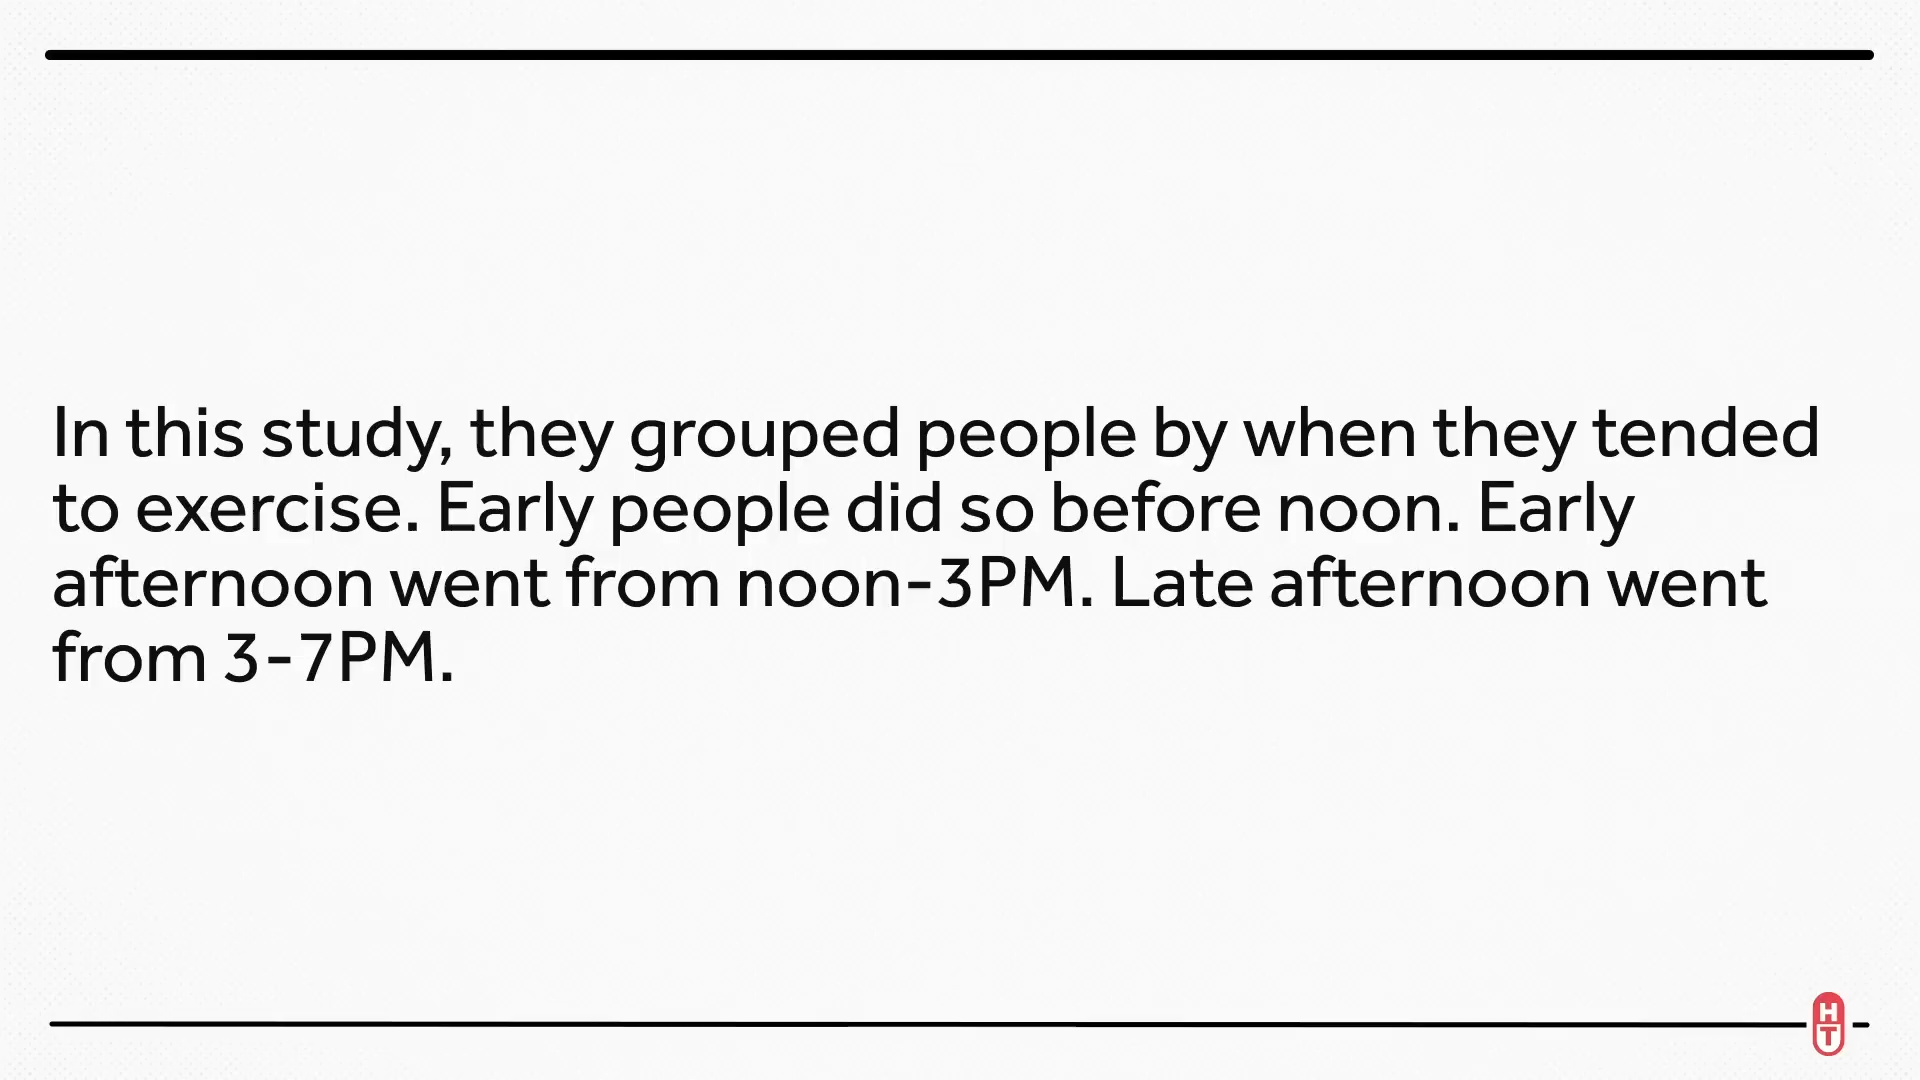 In this study, they grouped people by when they tended
to exercise. Early people did so before noon. Early
afternoon went from noon-3PM. Late afternoon went
from 3-7PM.
H
T